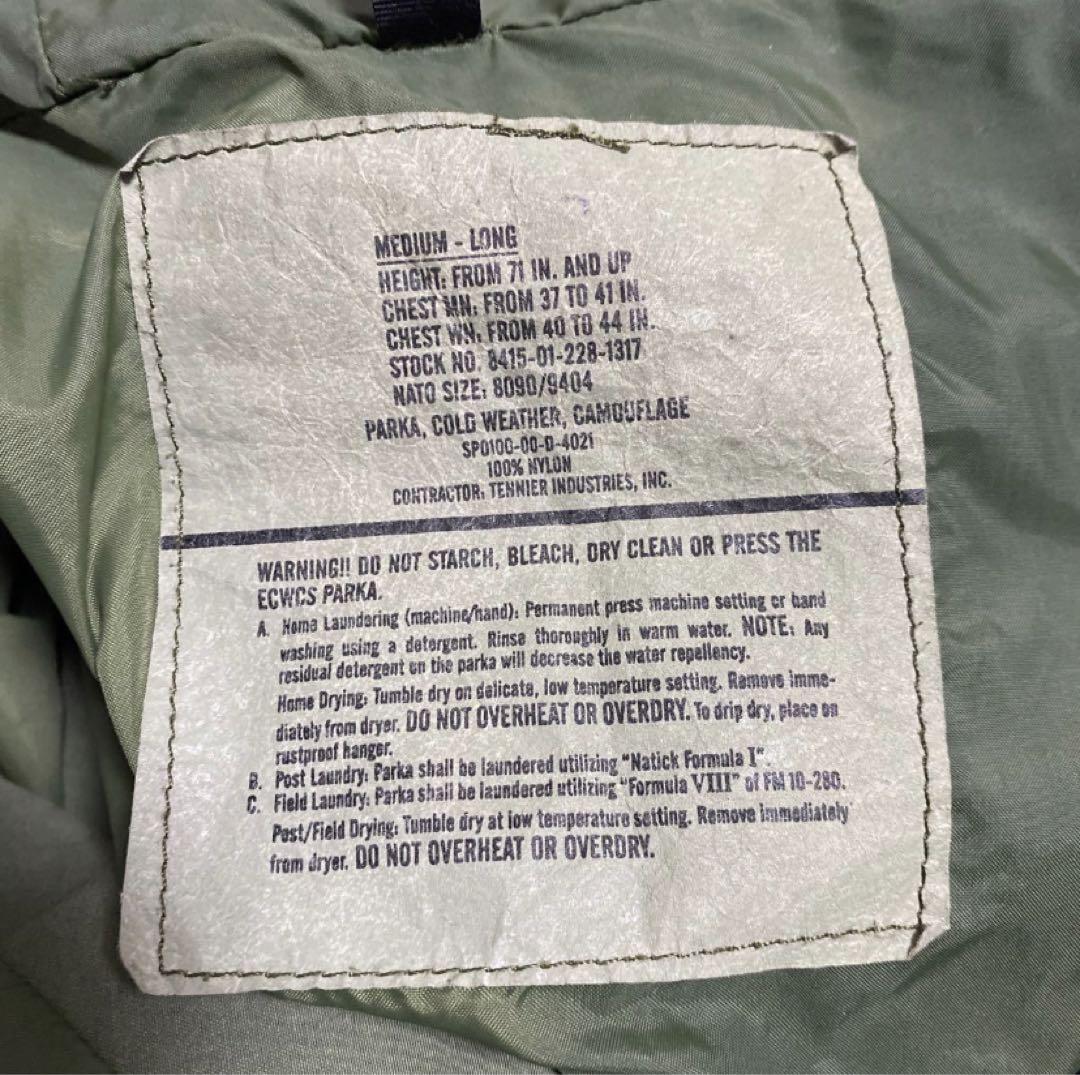 MEDIUM - LONG
HEIGHT: FROM 71 IN. AND UP
CHEST MN: FROM 37 TO 41 IN.
CHEST WN: FROM 40 TO 44 IN.
STOCK NO. 8415-01-228-1317
NATO SIZE: 8090/9404
PARKA, COLD WEATHER, CAMOUFLAGE
SP0100-00-D-4021
100% NYLON
CONTRACTOR: TENNIER INDUSTRIES, INC.
WARNING!! DO NOT STARCH, BLEACH, DRY CLEAN OR PRESS THE
ECWCS PARKA.
A. Home Laundering (machine/hand): Permanent press machine setting or hand
washing using a detergent. Rinse thoroughly in warm water. NOTE: Any
residual detergent on the parka will decrease the water repellency.
Home Drying: Tumble dry on delicate, low temperature setting. Remove imme-
diately from dryer. DO NOT OVERHEAT OR OVERDRY. To drip dry, place on
rustproof hanger.
B. Post Laundry: Parka shall be laundered utilizing "Natick Formula I".
C. Field Laundry: Parka shall be laundered utilizing "Formula VIII" of FM 10-280.
Post/Field Drying: Tumble dry at low temperature setting. Remove immediately
from dryer. DO NOT OVERHEAT OR OVERDRY.